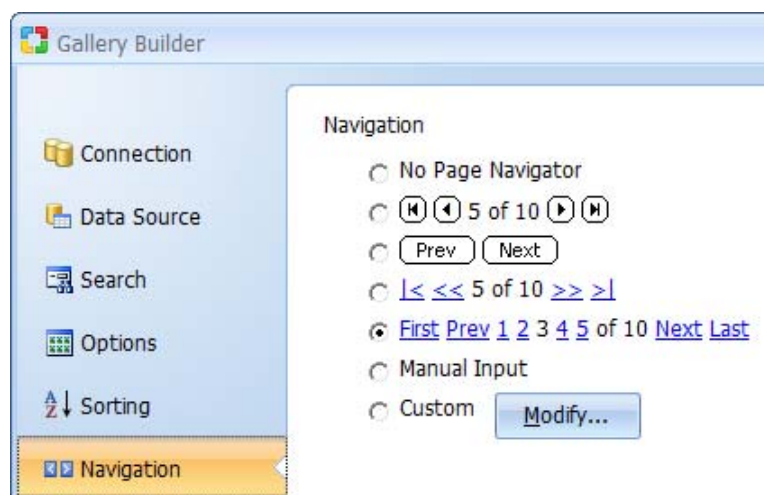 Gallery Builder
Connection
Data Source
Search
Options
Sorting
Navigation
Navigation
No Page Navigator
5 of 10
Prev Next
|< << 5 of 10 >> >|
First Prev 1 2 3 4 5 of 10 Next Last
Manual Input
Custom Modify...